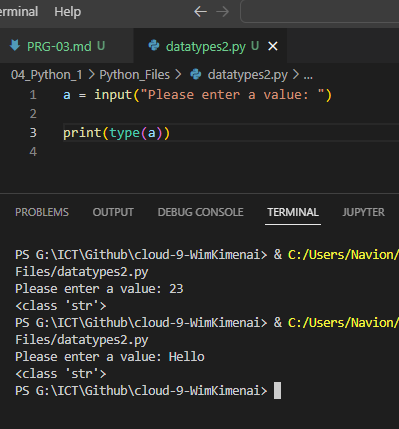 erminal Help
PRG-03.md U datatypes2.py U
04_Python_1 > Python_Files > datatypes2.py > ...
1 a = input("Please enter a value: ")
2
3 print(type(a))
4
PROBLEMS OUTPUT DEBUG CONSOLE TERMINAL JUPYTER
PS G:\ICT\Github\cloud-9-WimKimenai> & C:/Users/Navion/
Files/datatypes2.py
Please enter a value: 23
<class 'str'>
PS G:\ICT\Github\cloud-9-WimKimenai> & C:/Users/Navion/
Files/datatypes2.py
Please enter a value: Hello
<class 'str'>
PS G:\ICT\Github\cloud-9-WimKimenai>